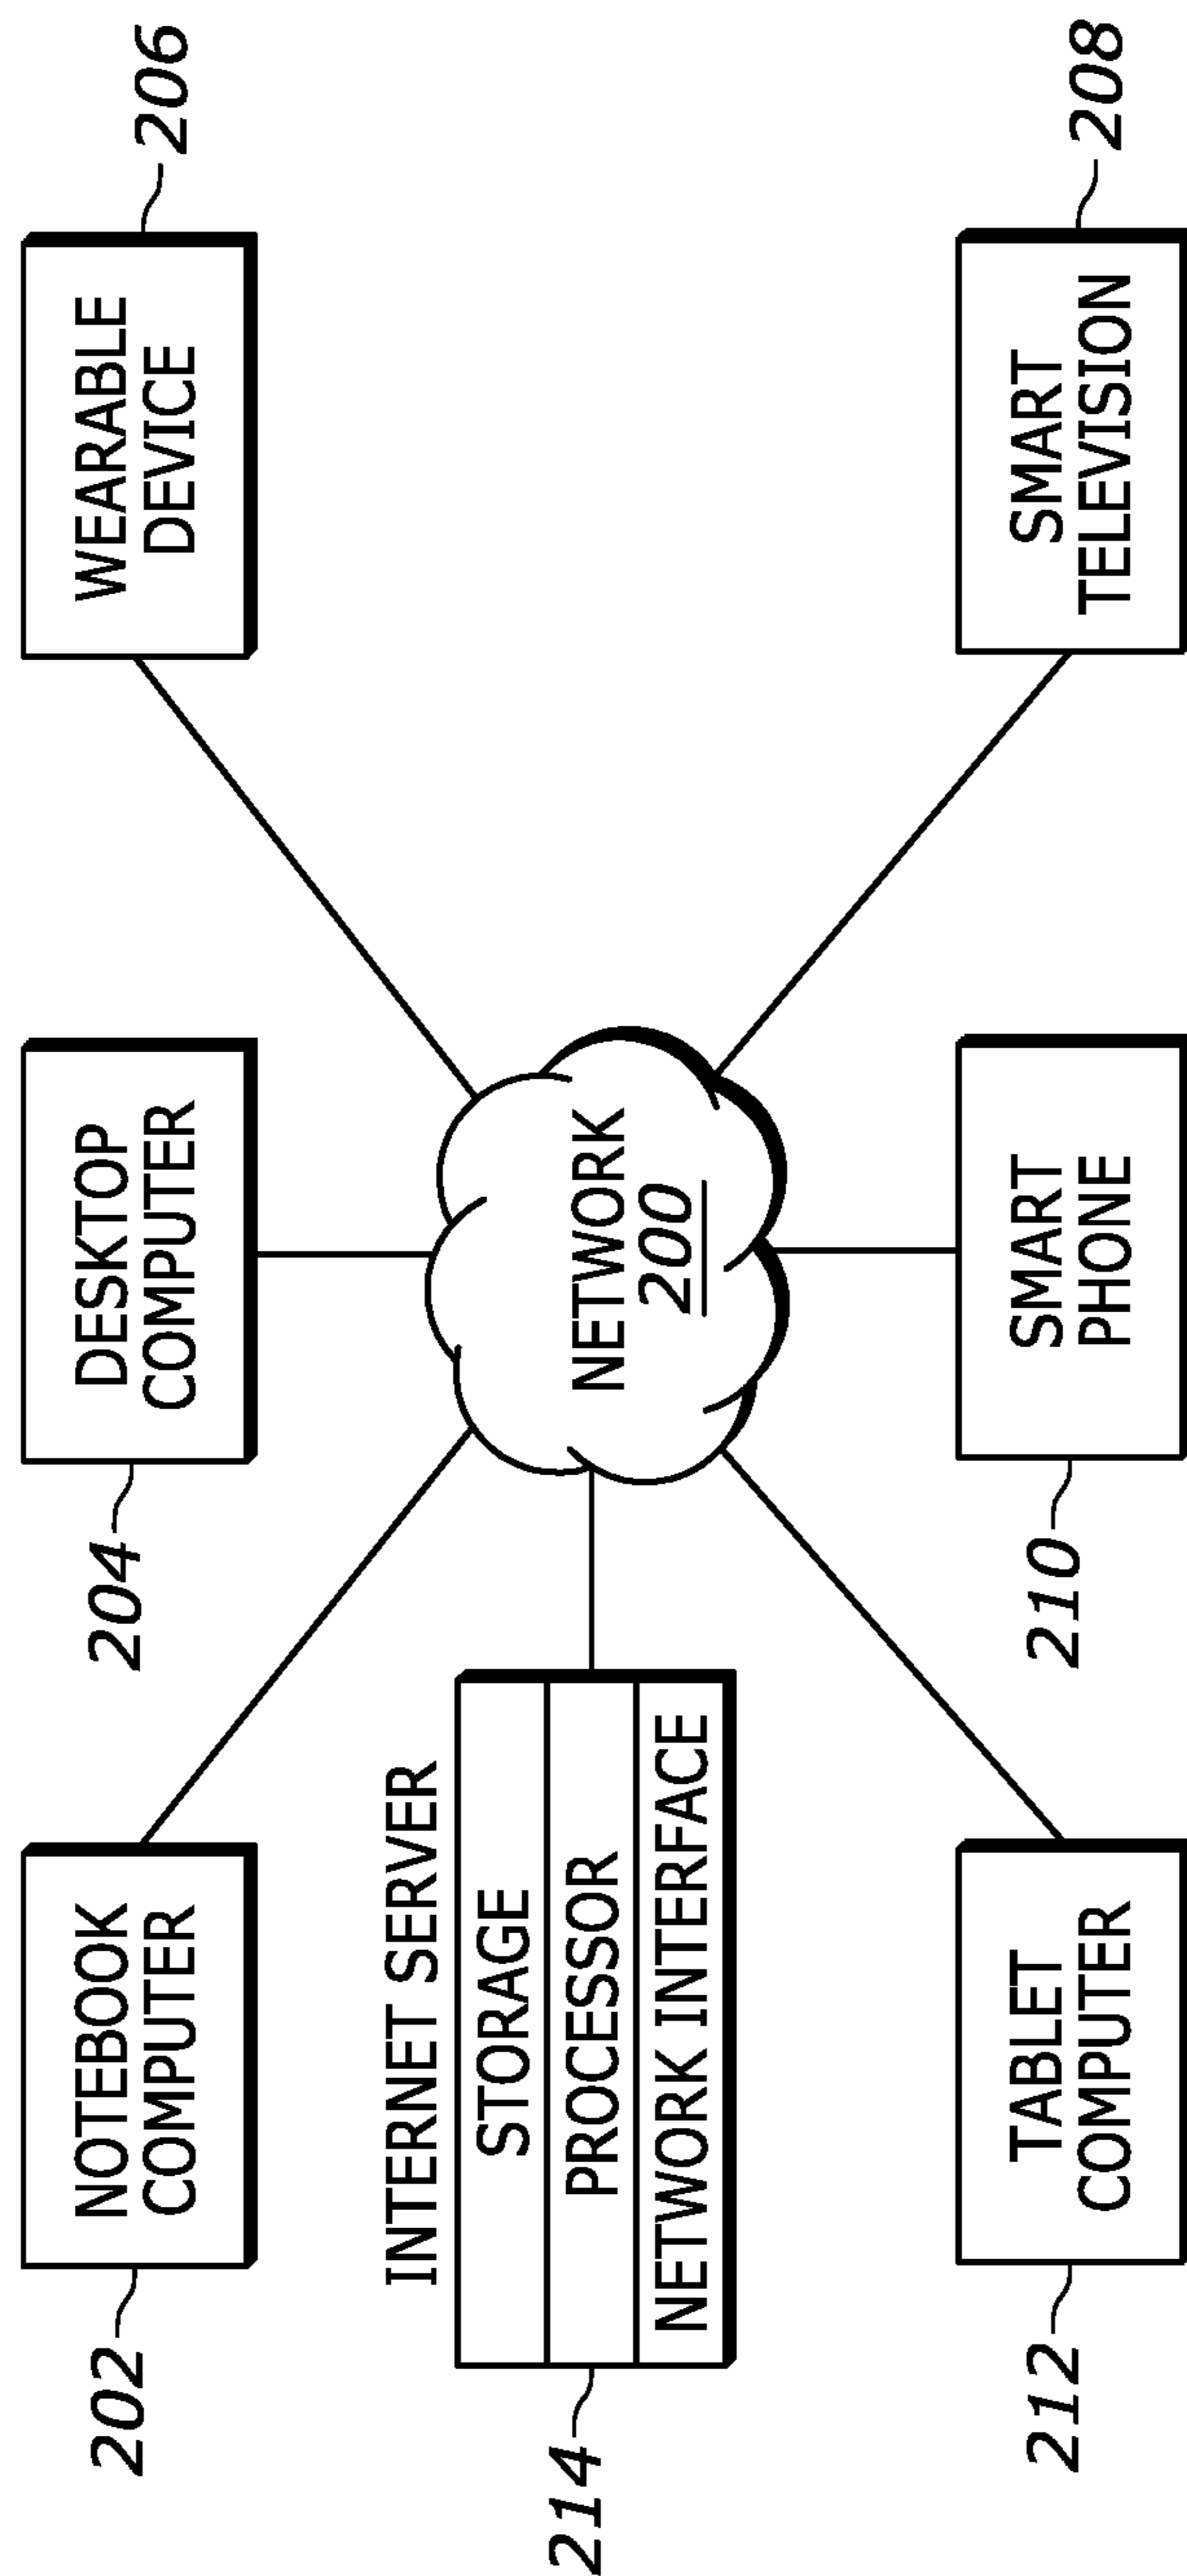 202
NOTEBOOK
COMPUTER
204
DESKTOP
COMPUTER
WEARABLE
DEVICE
206
INTERNET SERVER
214
STORAGE
PROCESSOR
NETWORK INTERFACE
NETWORK
200
212
TABLET
COMPUTER
210
SMART
PHONE
SMART
TELEVISION
208